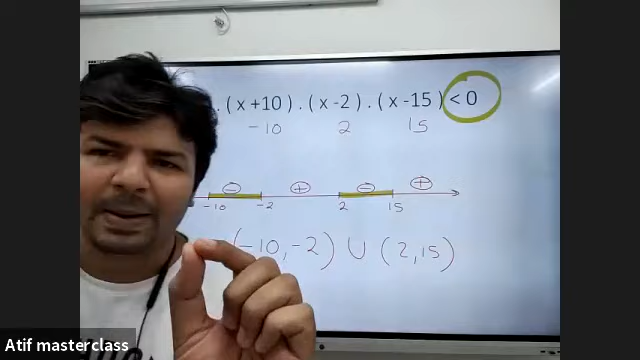 . (x +10) . (x -2) . (x -15) < 0
-10 2 15
- + - +
-10 -2 2 15
(-10, -2) U (2, 15)
Atif masterclass